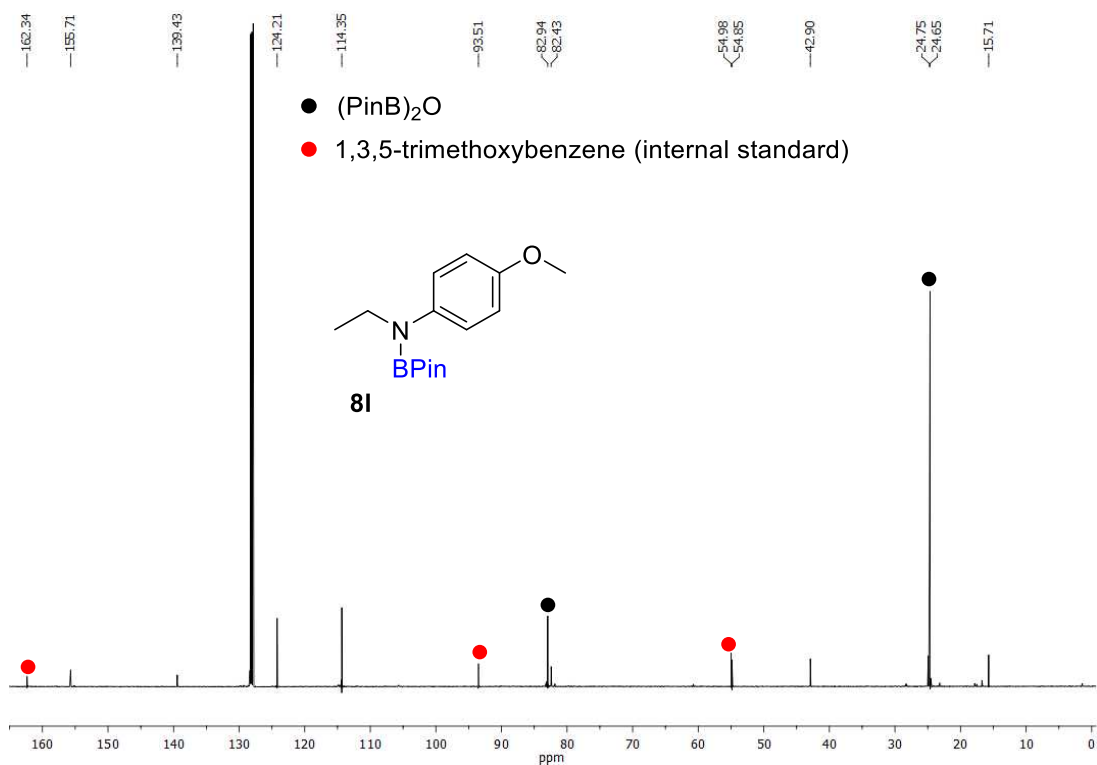 162.34
155.71
139.43
124.21
114.35
93.51
82.94
82.43
54.98
54.85
42.90
24.75
24.65
15.71
(PinB)₂O
1,3,5-trimethoxybenzene (internal standard)
O
N
BPin
8l
160 150 140 130 120 110 100 90 80 70 60 50 40 30 20 10 0
ppm